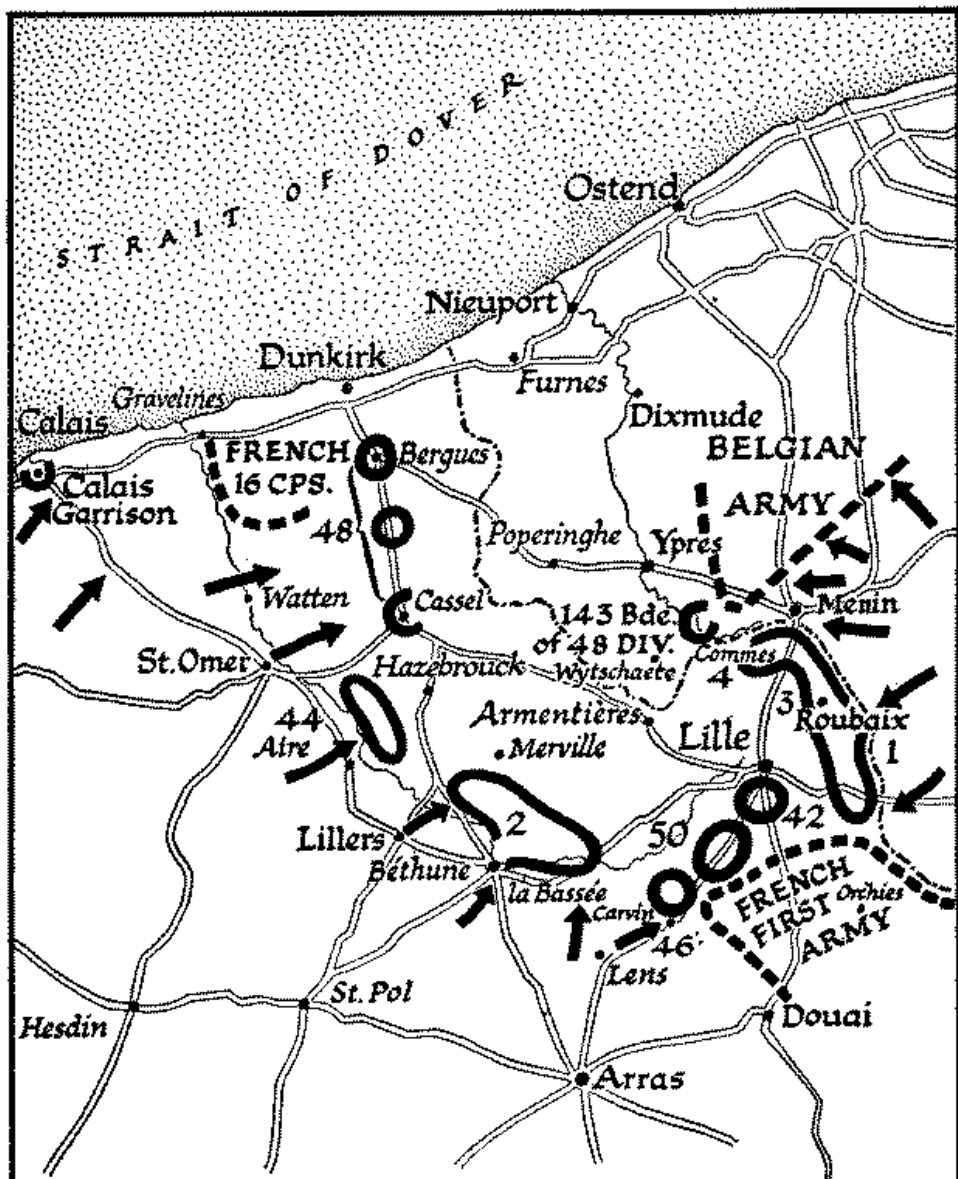 STRAIT OF DOVER
Ostend
Nieuport
Dunkirk
Furnes
Gravelines
Calais
Dixmude
FRENCH
16 CPS.
Bergues
BELGIAN
ARMY
Calais
Garrison
48
Poperinghe
Ypres
Watten
Cassel
143 Bde.
of 48 DIV.
Menin
St. Omer
Hazebrouck
Wytschaete
Commes
4
44
Aire
Armentières
Merville
Lille
3
Roubaix
1
Lillers
2
50
42
Béthune
la Bassée
Carvin
46
FRENCH
FIRST
ARMY
Orchies
Lens
St. Pol
Hesdin
Douai
Arras